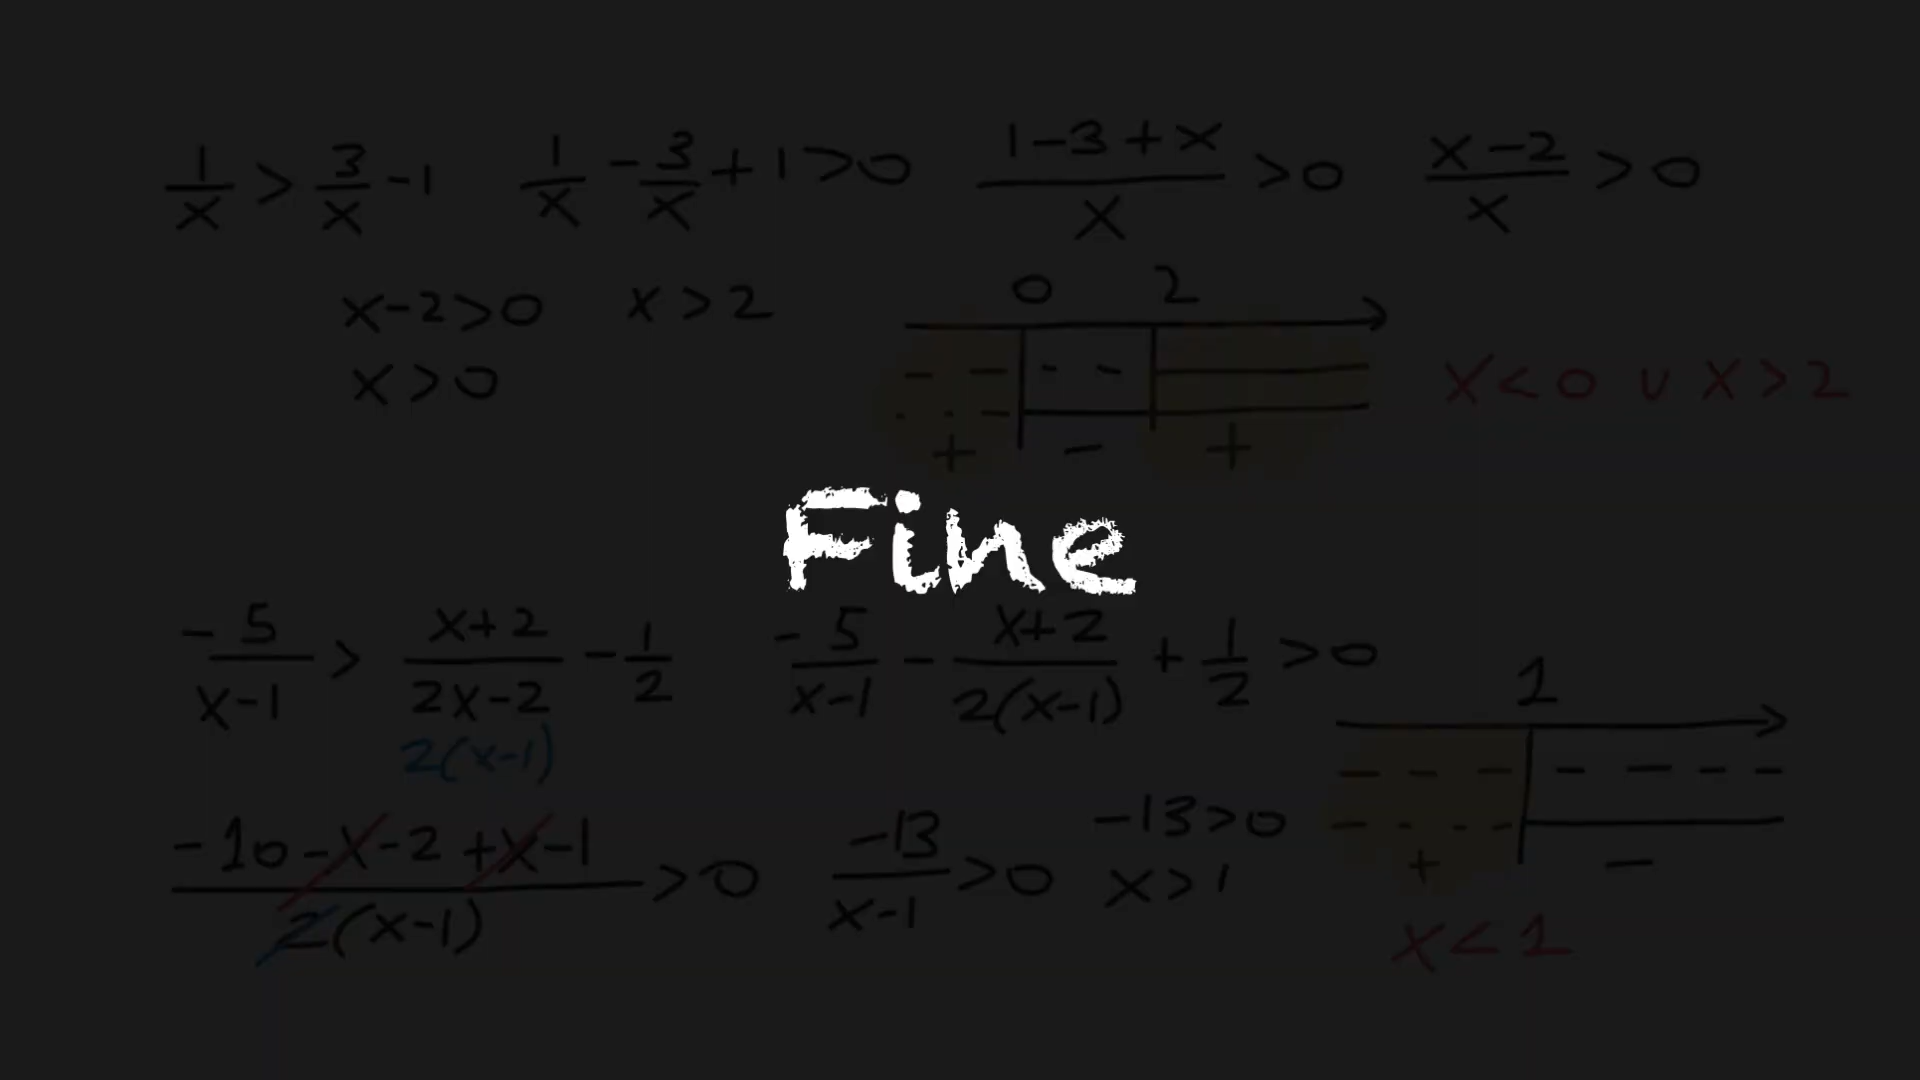 1/x > 3/x - 1   1/x - 3/x + 1 > 0   (1 - 3 + x)/x > 0   (x - 2)/x > 0
0 2
x - 2 > 0   x > 2
x > 0
x < 0 ∪ x > 2
+ - +
Fine
-5/(x-1) > (x+2)/(2x-2) - 1/2   -5/(x-1) - (x+2)/(2(x-1)) + 1/2 > 0
2(x-1)
1
(-10 - x - 2 + x - 1)/(2(x-1)) > 0   -13/(x-1) > 0
-13 > 0
x > 1
+ -
x < 1